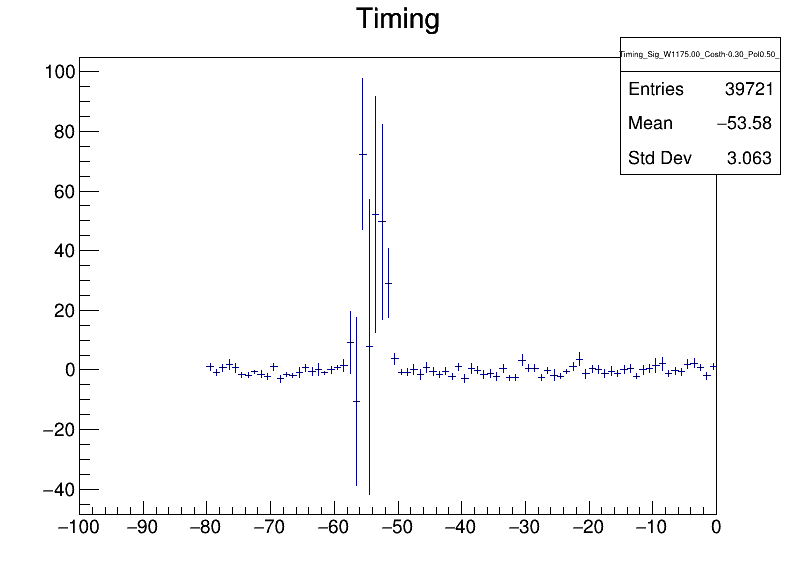 Timing
Timing_Sig_W1175.00_Costh-0.30_Pol0.50_
Entries 39721
Mean −53.58
Std Dev 3.063
100
80
60
40
20
0
−20
−40
−100 −90 −80 −70 −60 −50 −40 −30 −20 −10 0